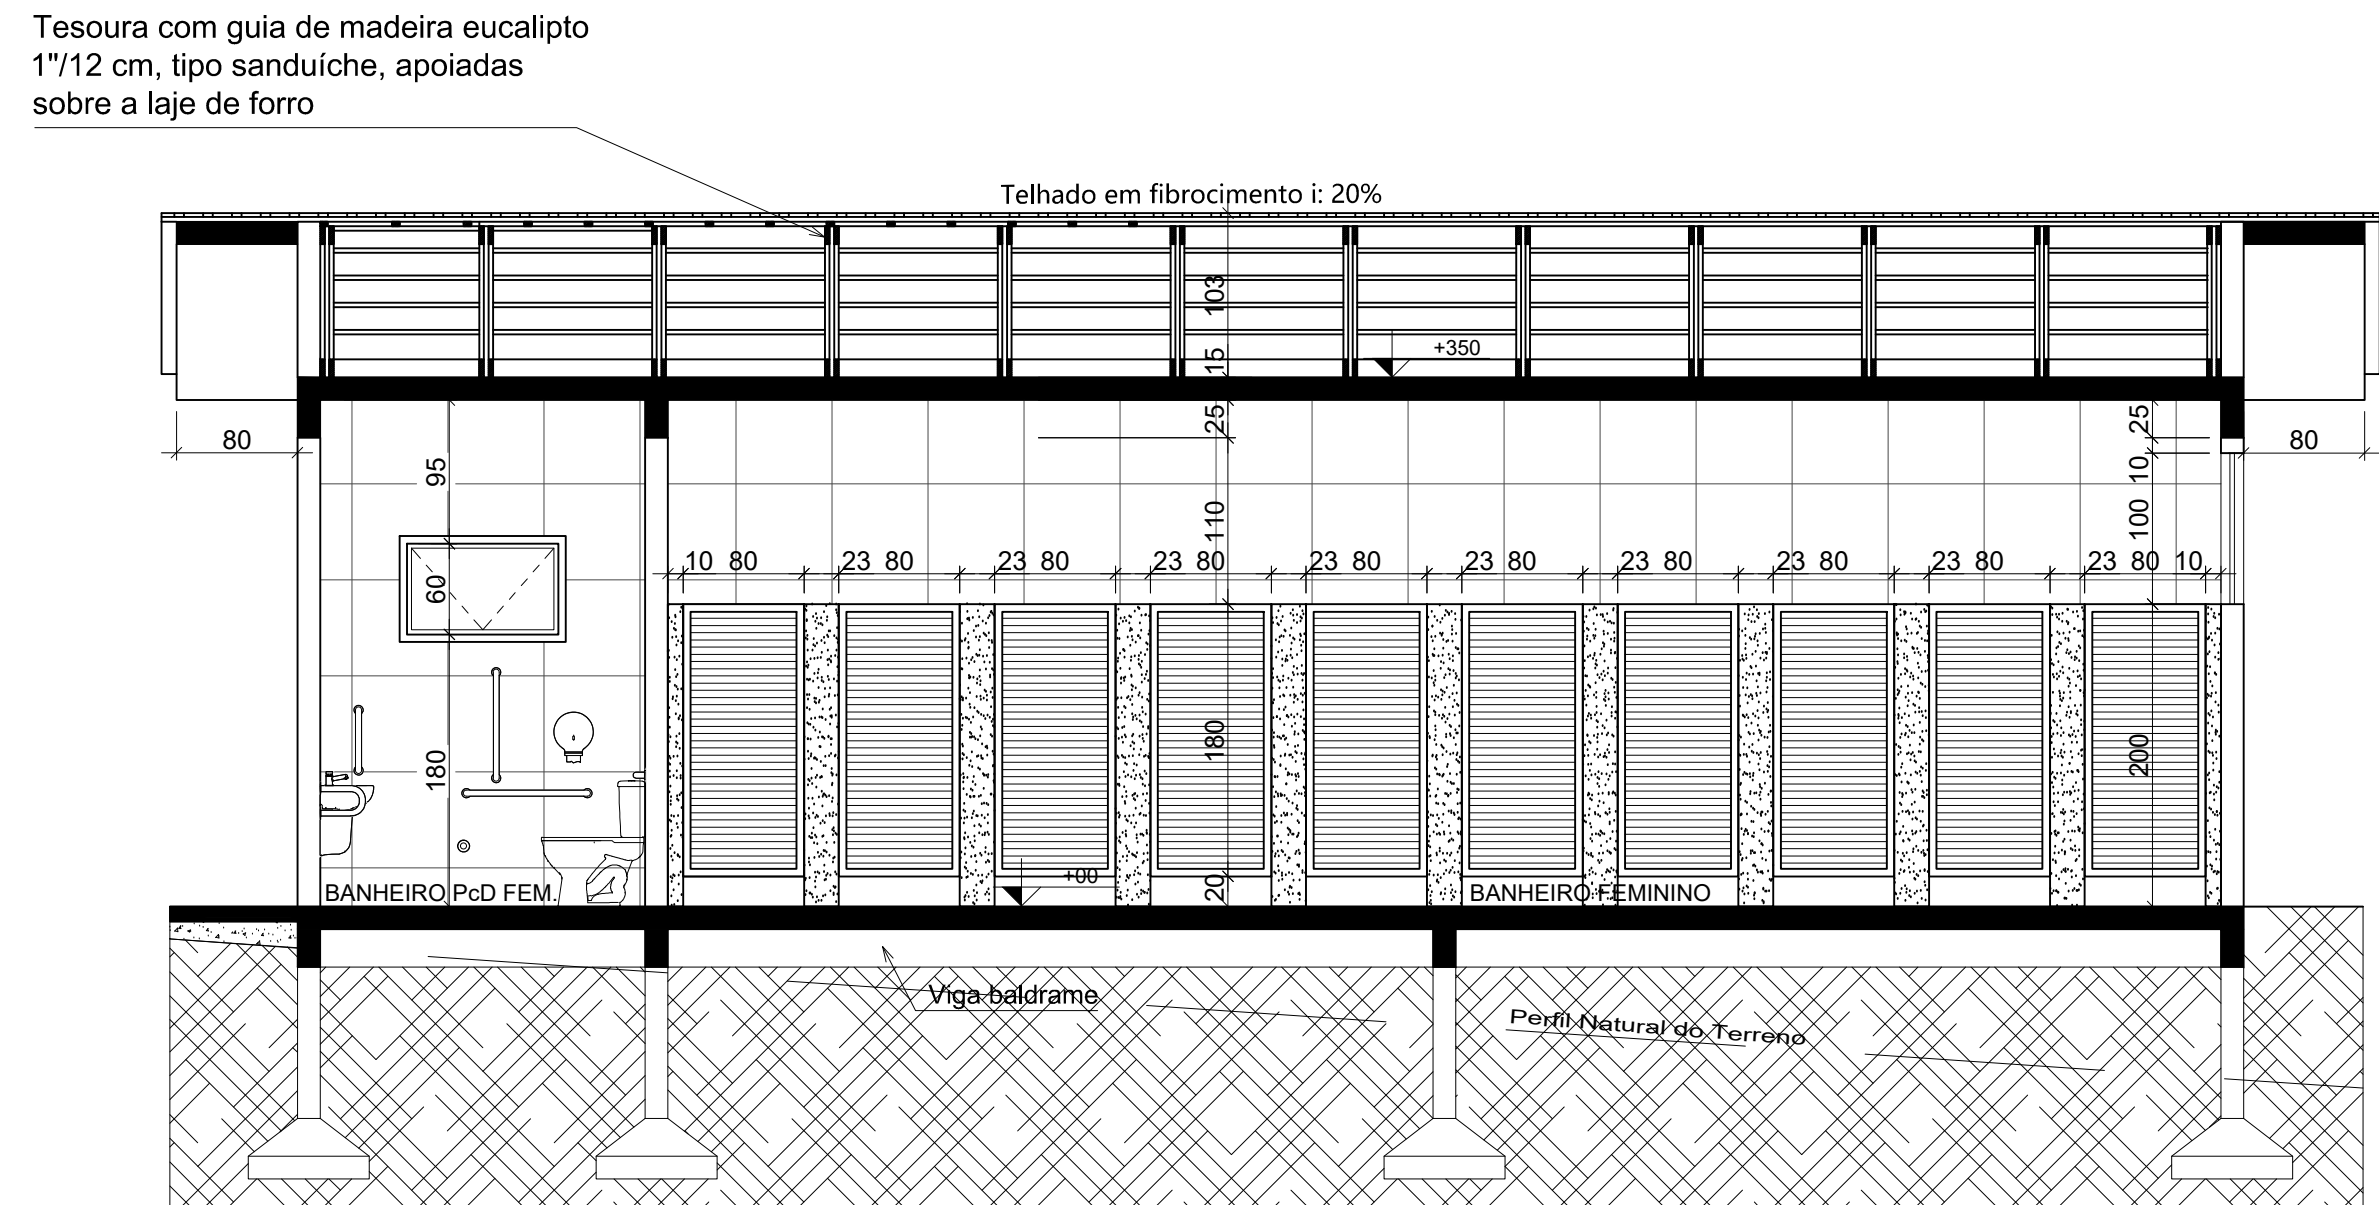 Tesoura com guia de madeira eucalipto
1"/12 cm, tipo sanduíche, apoiadas
sobre a laje de forro
Telhado em fibrocimento i: 20%
103
15
+350
80
25
25
80
95
10
110
100
10 80 23 80 23 80 23 80 23 80 23 80 23 80 23 80 23 80 23 80 10
60
180
180
200
+00
20
BANHEIRO PcD FEM.
BANHEIRO FEMININO
Viga baldrame
Perfil Natural do Terreno